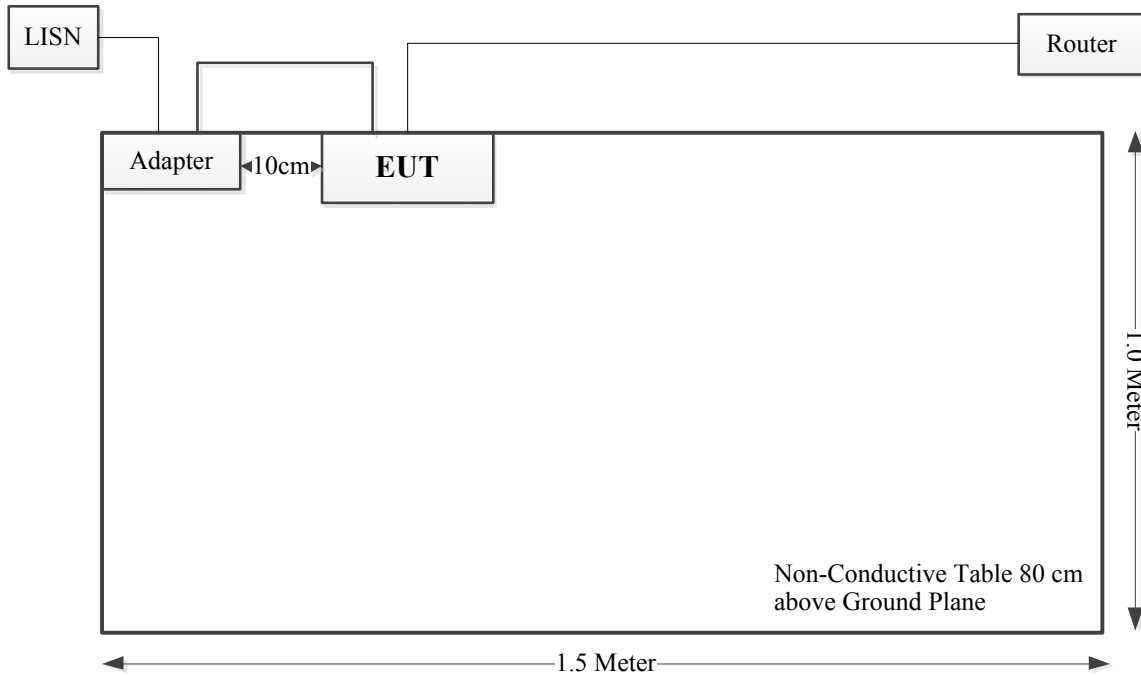 LISN
Router
Adapter
10cm
EUT
1.0 Meter
Non-Conductive Table 80 cm
above Ground Plane
1.5 Meter